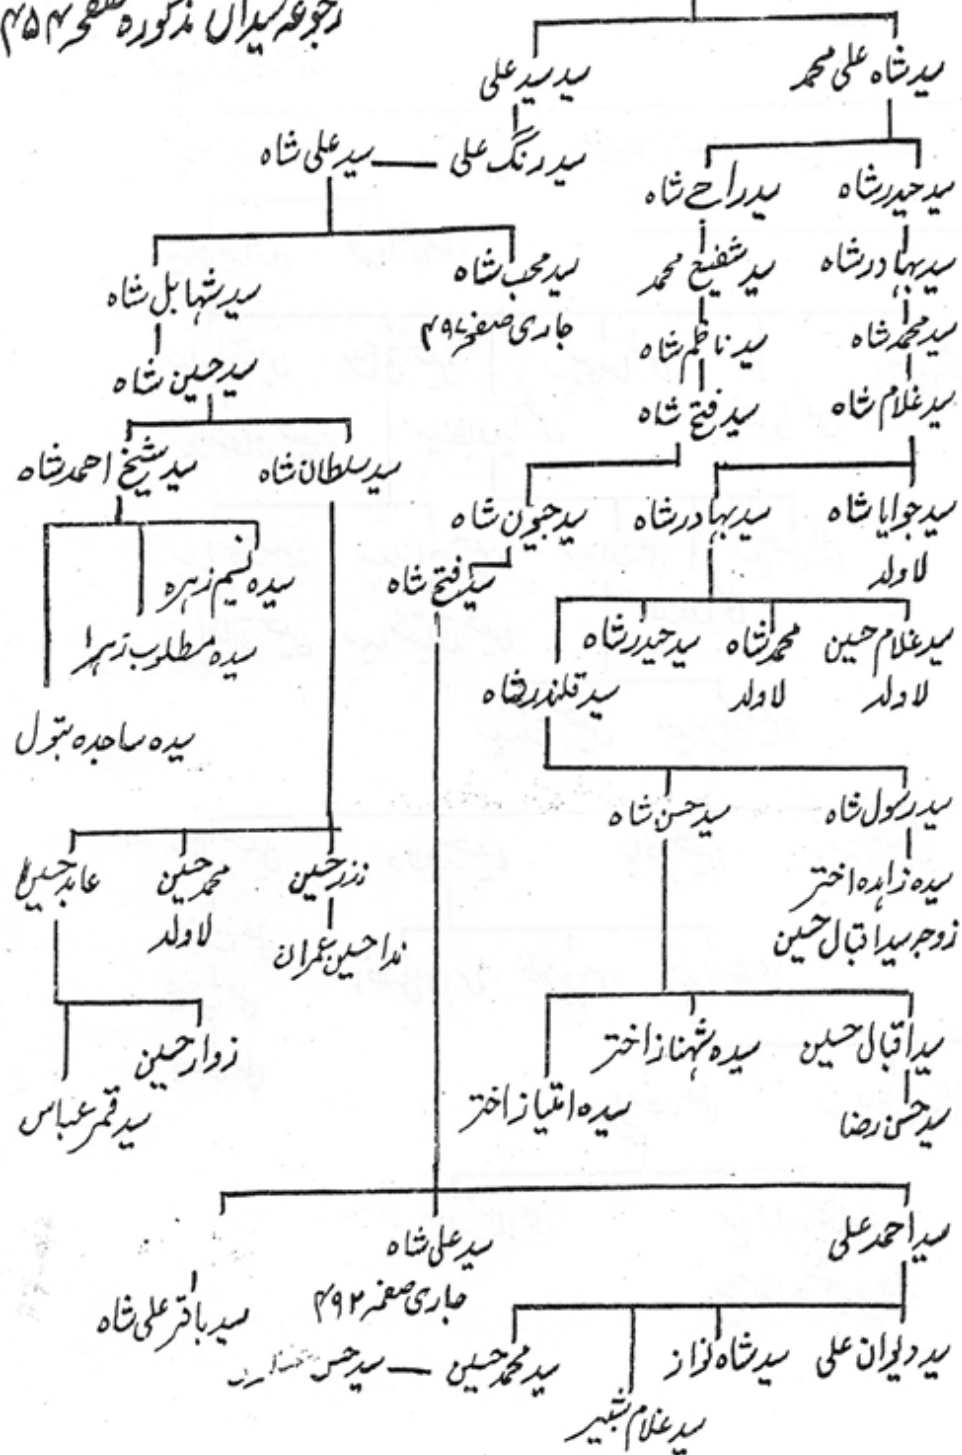 رجوعہ سیداں مذکورہ صفحہ ۴۵۴
سید شاہ علی محمد
سید سید علی
سید رنگ علی — سید علی شاہ
سید حیدر شاہ
سید راجے شاہ
سید محب شاہ
جاری صفحہ ۴۹۸
سید شہابل شاہ
سید بہادر شاہ
سید شفیع محمد
سید محمد شاہ
سید ناظم شاہ
سید حسین شاہ
سید غلام شاہ
سید فتح شاہ
سید سلطان شاہ
سید شیخ احمد شاہ
سید جوایا شاہ
لاولد
سید بہادر شاہ
سید جیون شاہ
سید فتح شاہ
سیدہ نسیم زہرہ
سیدہ مطلوب زہرا
سیدہ ساجدہ بتول
سید غلام حسین
لاولد
محمد شاہ
لاولد
سید حیدر شاہ
سید قلندر شاہ
سید رسول شاہ
سید حسن شاہ
سیدہ زاہدہ اختر
زوجہ سید اقبال حسین
نذر حسین
محمد حسین
لاولد
عابد حسین
ندا حسین عمران
سید اقبال حسین
سیدہ شہناز اختر
سیدہ امتیاز اختر
سید حسن رضا
زوار حسین
سید قمر عباس
سید احمد علی
سید علی شاہ
جاری صفحہ ۴۹۲
سید باقر علی شاہ
سید دیوان علی
سید شاہ نواز
سید غلام شبیر
سید محمد حسین — سید حسن